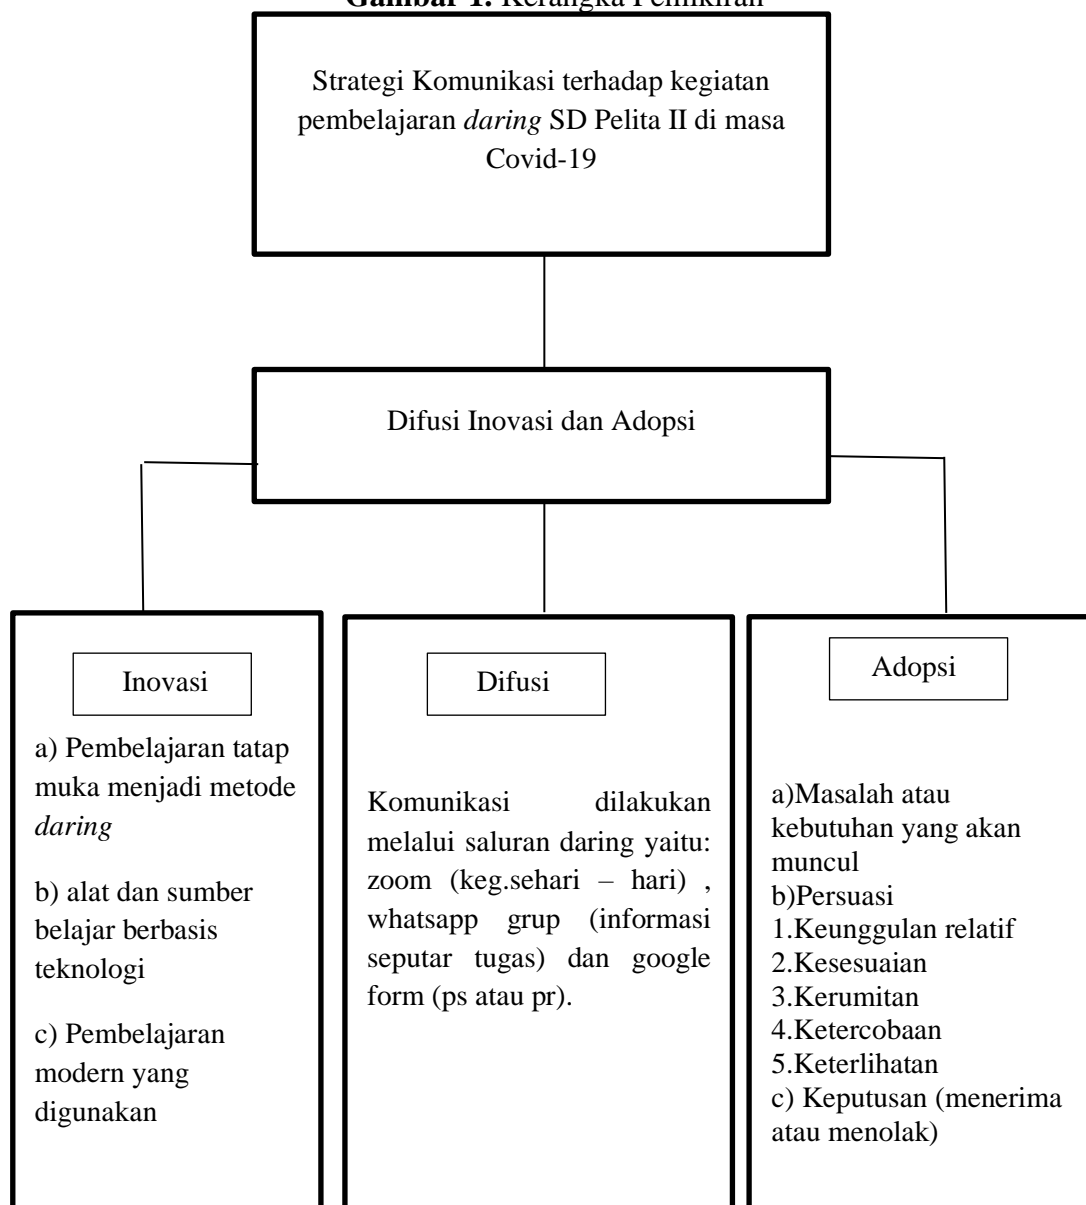 Gambar 1. Kerangka Pemikiran
Strategi Komunikasi terhadap kegiatan
pembelajaran daring SD Pelita II di masa
Covid-19
Difusi Inovasi dan Adopsi
Inovasi
a) Pembelajaran tatap
muka menjadi metode
daring
b) alat dan sumber
belajar berbasis
teknologi
c) Pembelajaran
modern yang
digunakan
Difusi
Komunikasi dilakukan
melalui saluran daring yaitu:
zoom (keg.sehari – hari) ,
whatsapp grup (informasi
seputar tugas) dan google
form (ps atau pr).
Adopsi
a)Masalah atau
kebutuhan yang akan
muncul
b)Persuasi
1.Keunggulan relatif
2.Kesesuaian
3.Kerumitan
4.Ketercobaan
5.Keterlihatan
c) Keputusan (menerima
atau menolak)